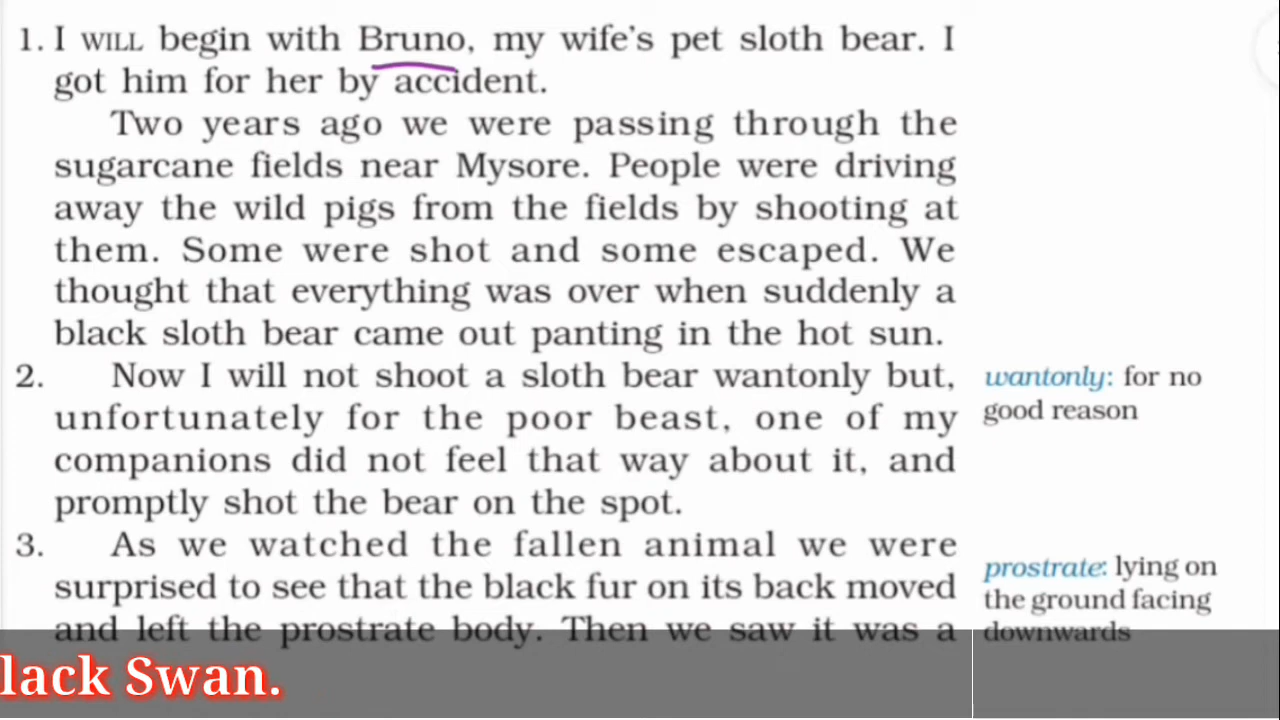 1. I WILL begin with Bruno, my wife's pet sloth bear. I
got him for her by accident.
Two years ago we were passing through the
sugarcane fields near Mysore. People were driving
away the wild pigs from the fields by shooting at
them. Some were shot and some escaped. We
thought that everything was over when suddenly a
black sloth bear came out panting in the hot sun.
2. Now I will not shoot a sloth bear wantonly but,
unfortunately for the poor beast, one of my
companions did not feel that way about it, and
promptly shot the bear on the spot.
wantonly: for no
good reason
3. As we watched the fallen animal we were
surprised to see that the black fur on its back moved
and left the prostrate body. Then we saw it was a
prostrate: lying on
the ground facing
downwards
lack Swan.